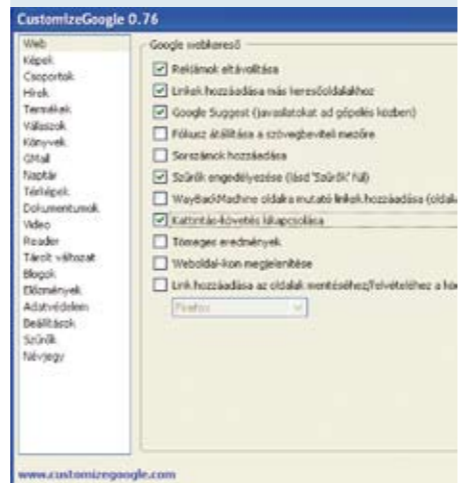 CustomizeGoogle 0.76
Web
Képek
Csoportok
Hírek
Termékek
Válaszok
Könyvek
GMail
Naptár
Térképek
Dokumentumok
Video
Reader
Tárolt változat
Blogok
Előzmények
Adatvédelem
Beállítások
Szűrők
Névjegy
Google webkereső
Reklámok eltávolítása
Linkek hozzáadása más keresőoldalakhoz
Google Suggest (javaslatokat ad gépelés közben)
Fókusz átállítása a szövegbeviteli mezőre
Sorszámok hozzáadása
Szűrők engedélyezése (lásd 'Szűrők' fül)
WayBackMachine oldalra mutató linkek hozzáadása (oldalak
Kattintás-követés kikapcsolása
Tömeges eredmények
Weboldal-ikon megjelenítése
Link hozzáadása az oldalak mentéséhez/felvételéhez a
Firefox
www.customizegoogle.com